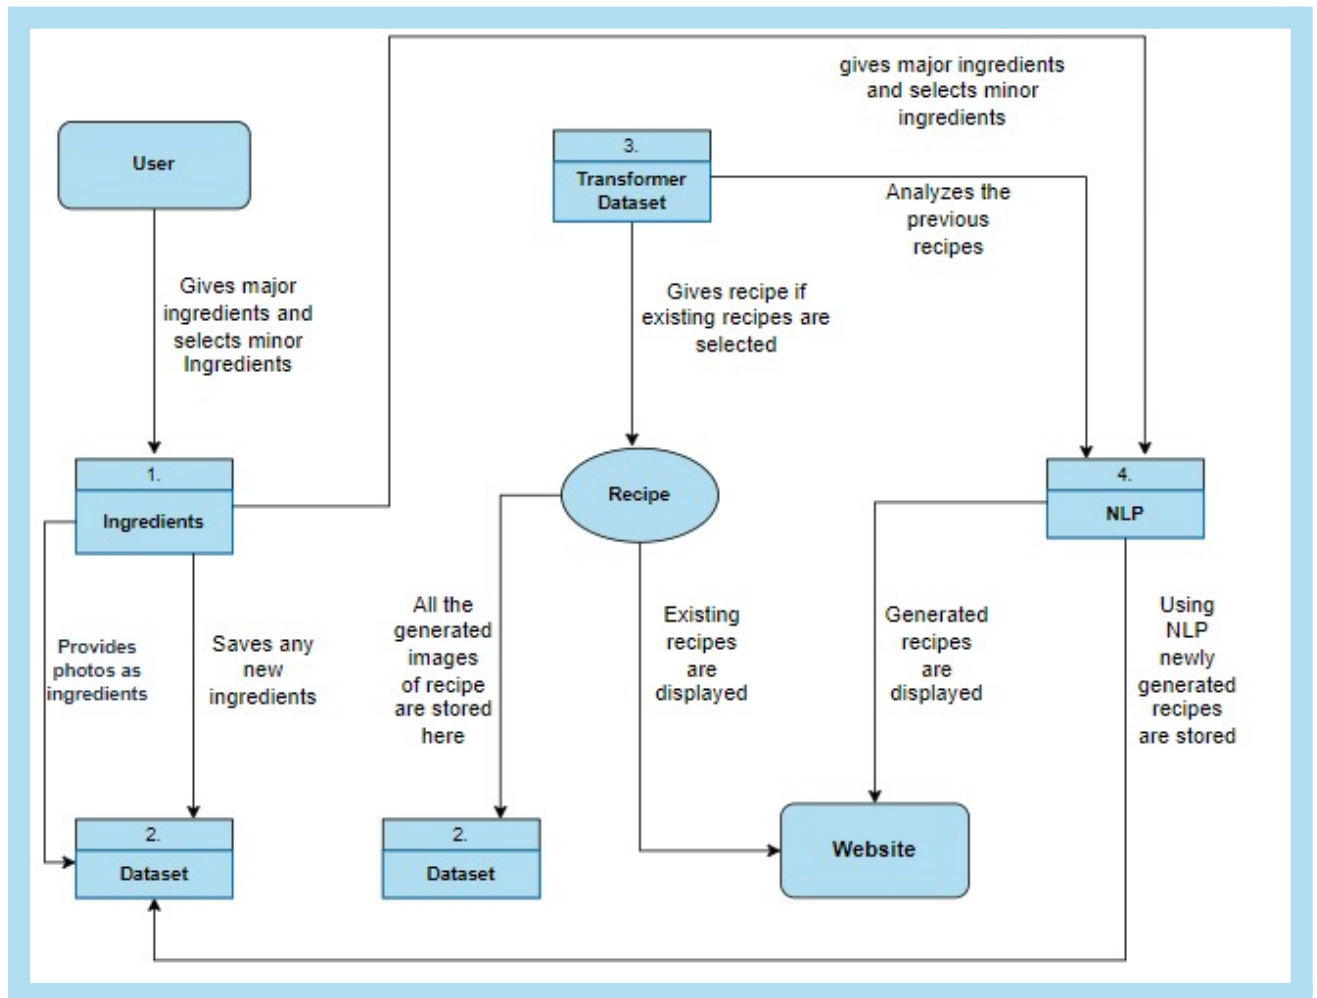 gives major ingredients
and selects minor
ingredients
User
3.
Transformer
Dataset
Analyzes the
previous
recipes
Gives major
ingredients and
selects minor
Ingredients
Gives recipe if
existing recipes are
selected
1.
Ingredients
Recipe
4.
NLP
Provides
photos as
ingredients
Saves any
new
ingredients
All the
generated
images
of recipe
are stored
here
Existing
recipes
are
displayed
Generated
recipes
are
displayed
Using
NLP
newly
generated
recipes
are stored
2.
Dataset
2.
Dataset
Website